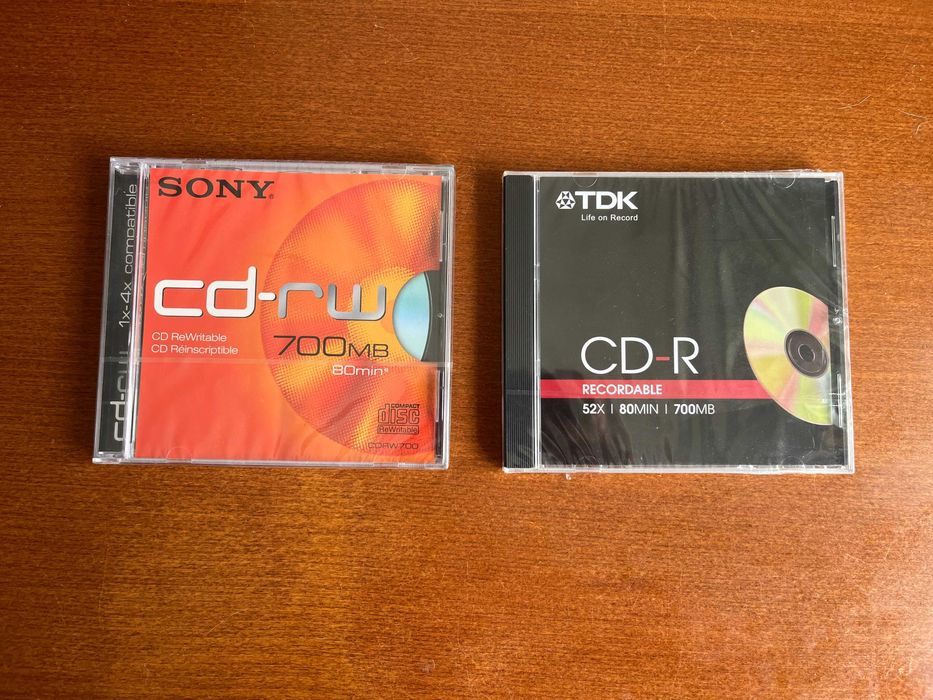 SONY®
1x-4x compatible
cd-rw
cd-rw
CD ReWritable
CD Réinscriptible
700MB
80min*
COMPACT
disc
ReWritable
CDRW700
TDK
Life on Record
CD-R
RECORDABLE
52X | 80MIN | 700MB